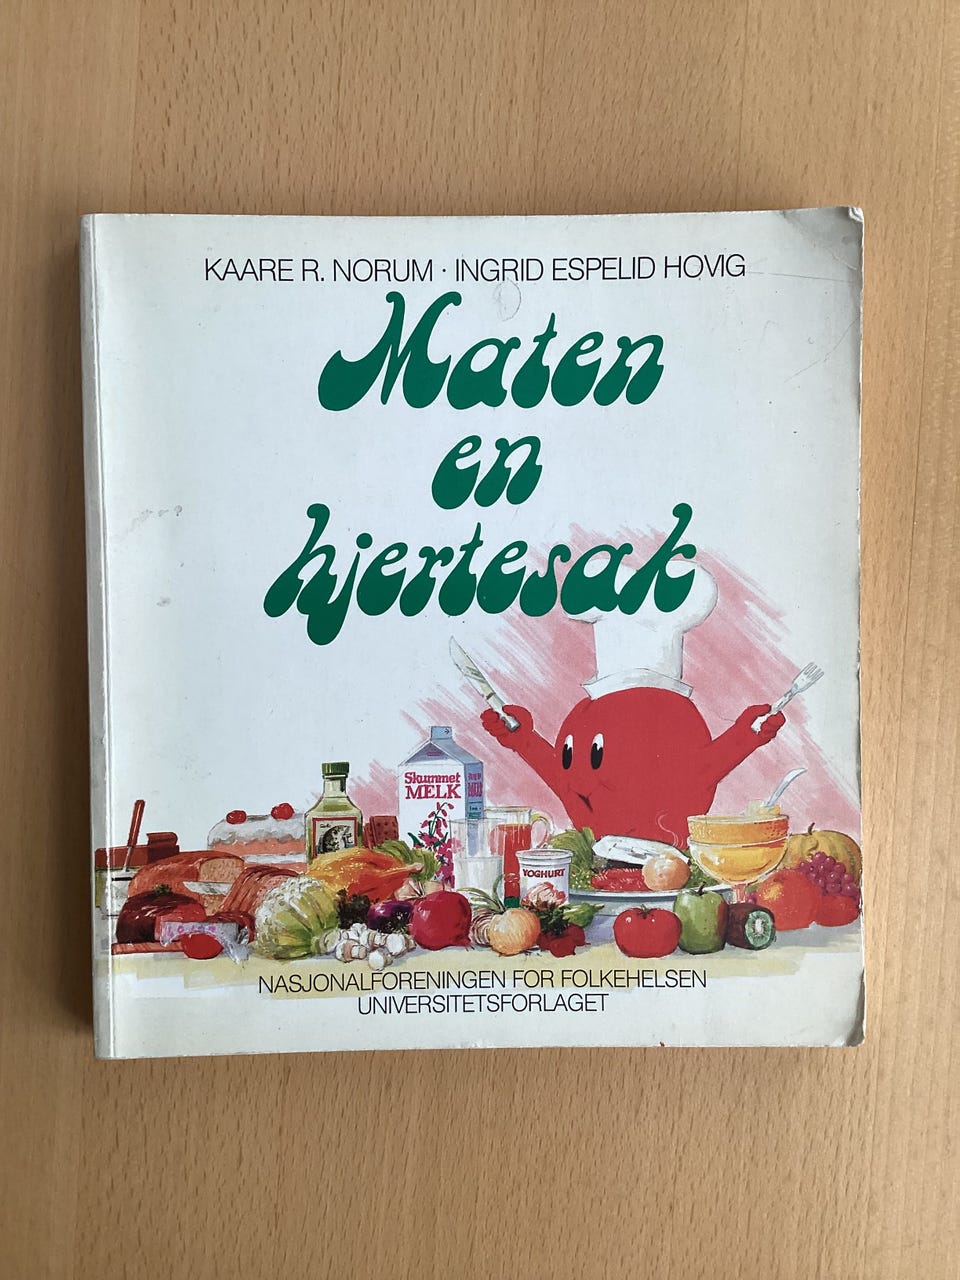 KAARE R. NORUM · INGRID ESPELID HOVIG
Maten
en
hjertesak
Skummet
MELK
YOGHURT
NASJONALFORENINGEN FOR FOLKEHELSEN
UNIVERSITETSFORLAGET